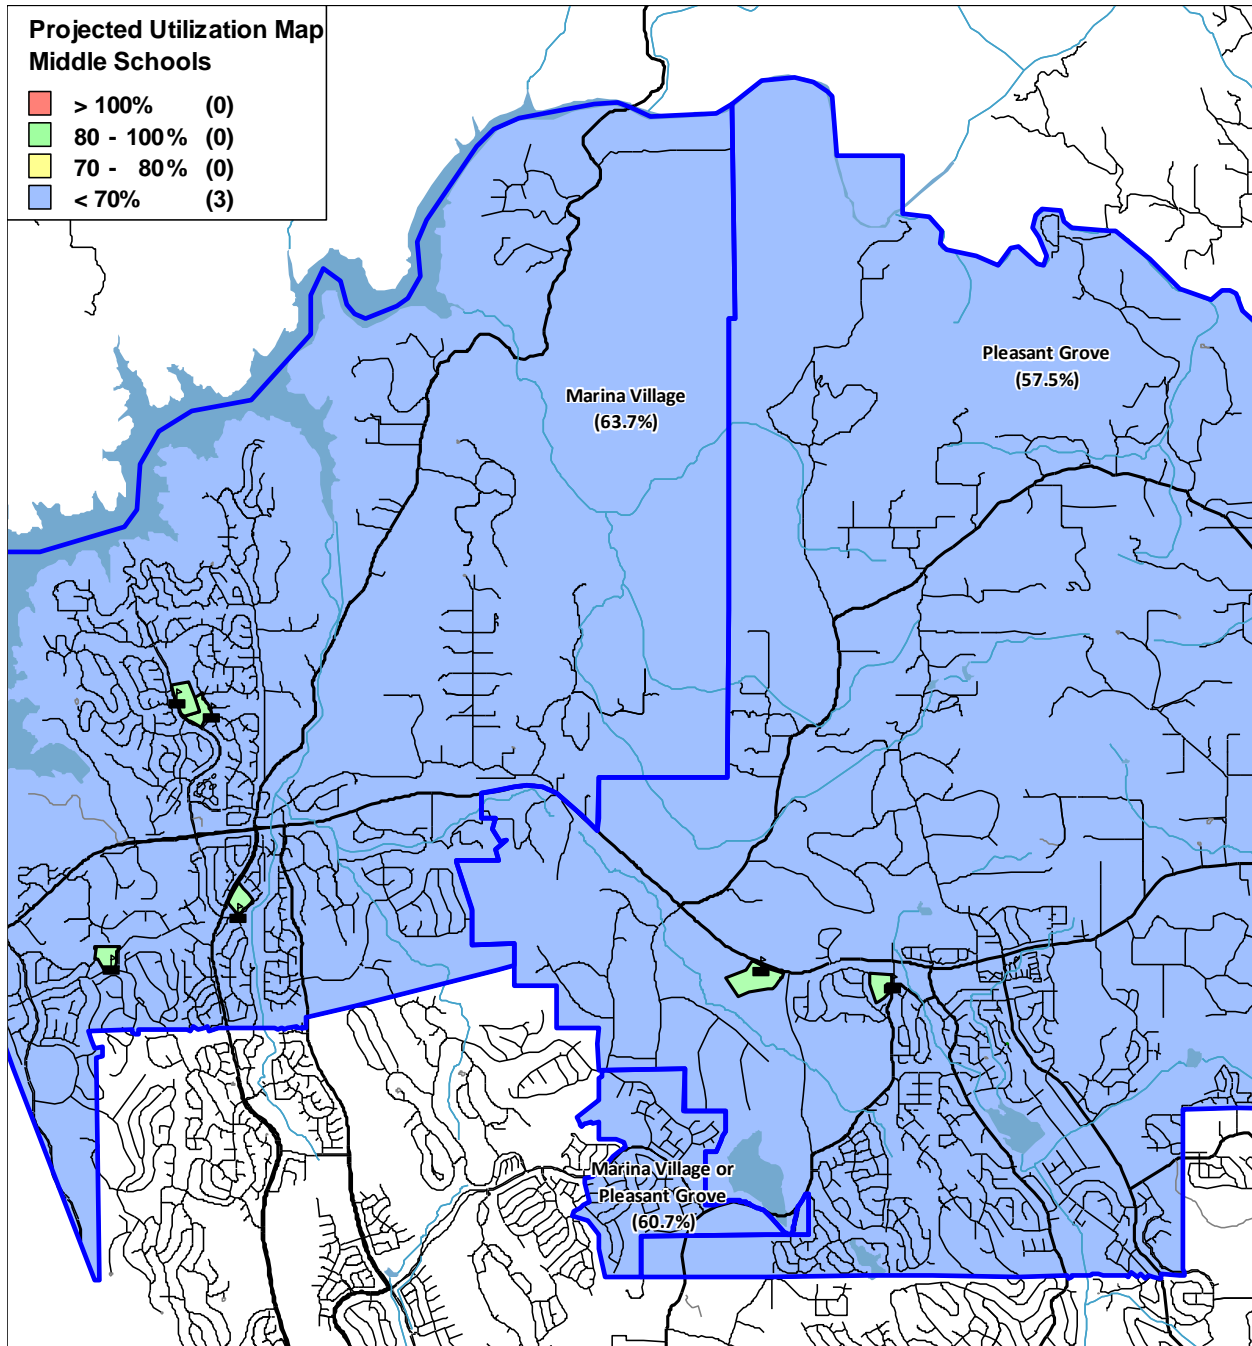 Projected Utilization Map
Middle Schools
> 100% (0)
80 - 100% (0)
70 - 80% (0)
< 70% (3)
Pleasant Grove
(57.5%)
Marina Village
(63.7%)
Marina Village or
Pleasant Grove
(60.7%)